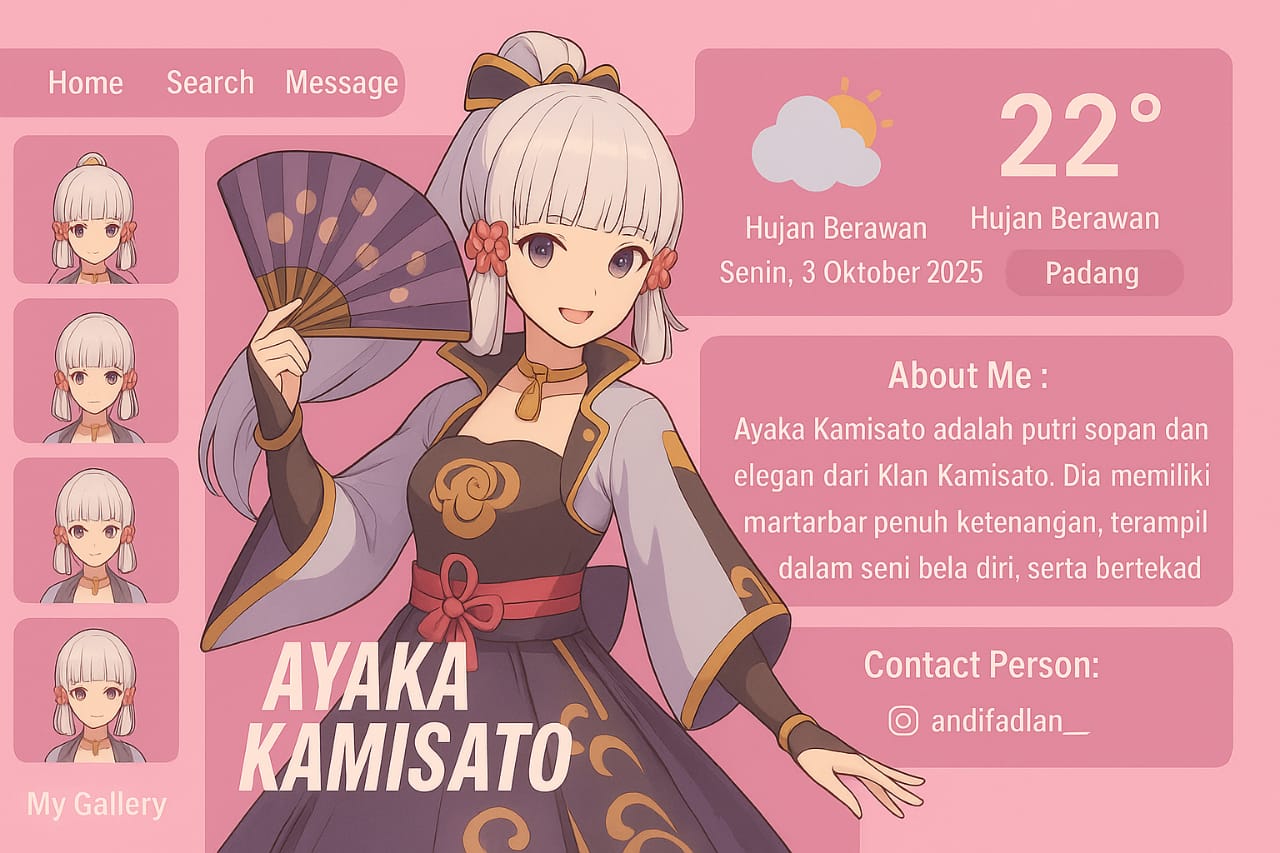 Home Search Message
22°
Hujan Berawan
Hujan Berawan
Senin, 3 Oktober 2025
Padang
About Me :
Ayaka Kamisato adalah putri sopan dan
elegan dari Klan Kamisato. Dia memiliki
martarbar penuh ketenangan, terampil
dalam seni bela diri, serta bertekad
Contact Person:
andifadlan__
AYAKA
KAMISATO
My Gallery